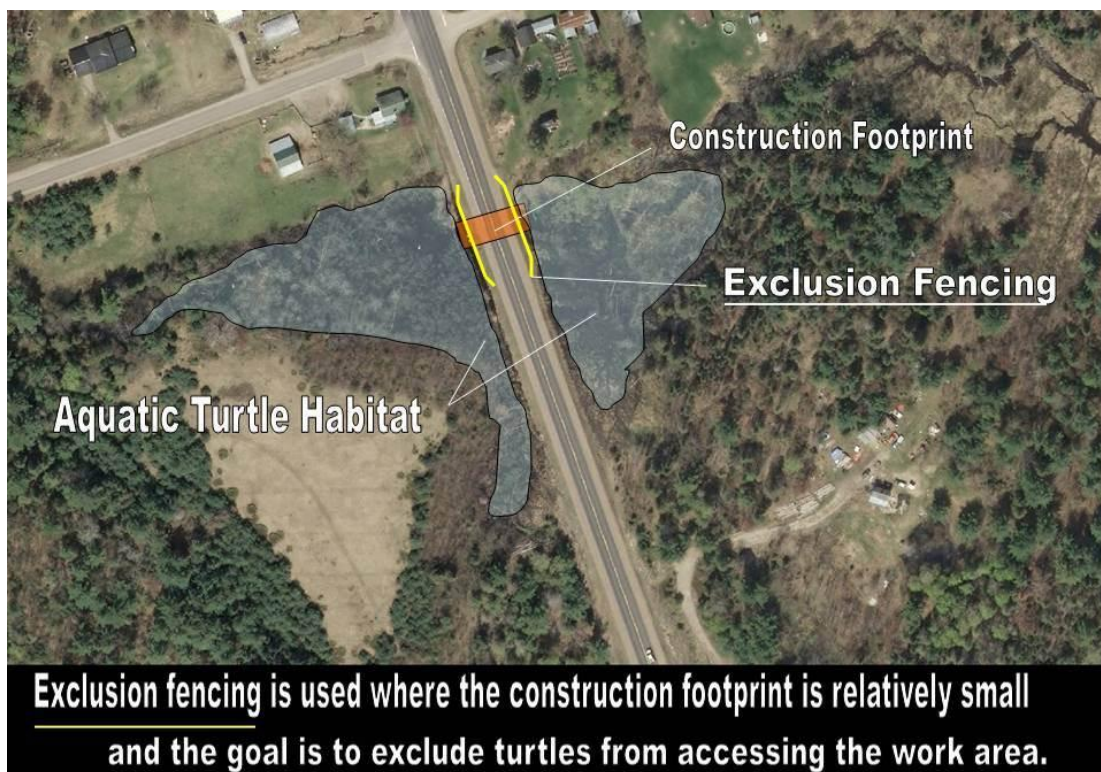 Construction Footprint
Exclusion Fencing
Aquatic Turtle Habitat
Exclusion fencing is used where the construction footprint is relatively small
and the goal is to exclude turtles from accessing the work area.